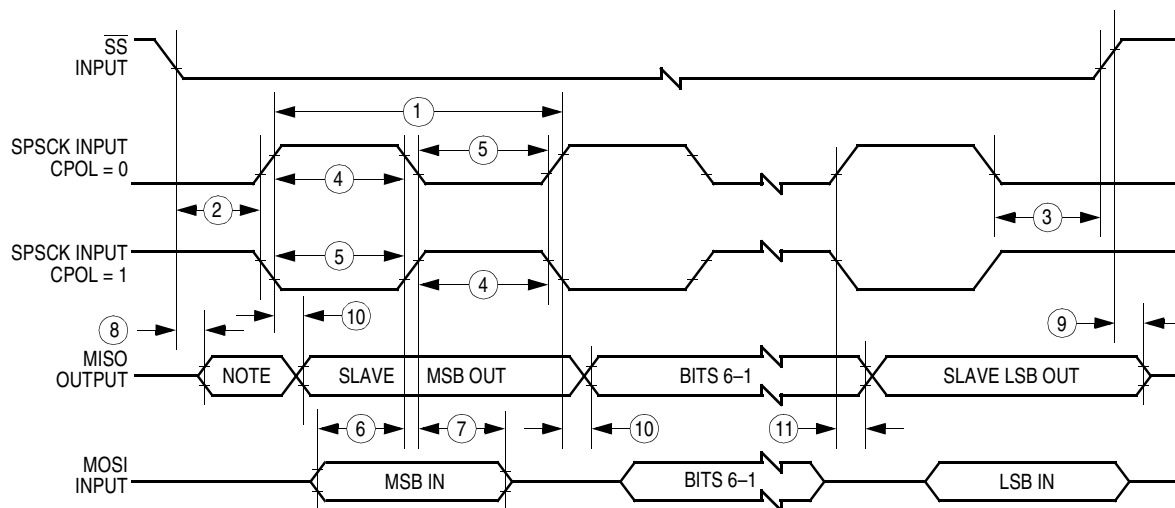 SS
INPUT
1
SPSCK INPUT
CPOL = 0
5
4
2
3
SPSCK INPUT
CPOL = 1
5
4
8
10
9
MISO
OUTPUT
NOTE
SLAVE
MSB OUT
BITS 6–1
SLAVE LSB OUT
6
7
10
11
MOSI
INPUT
MSB IN
BITS 6–1
LSB IN